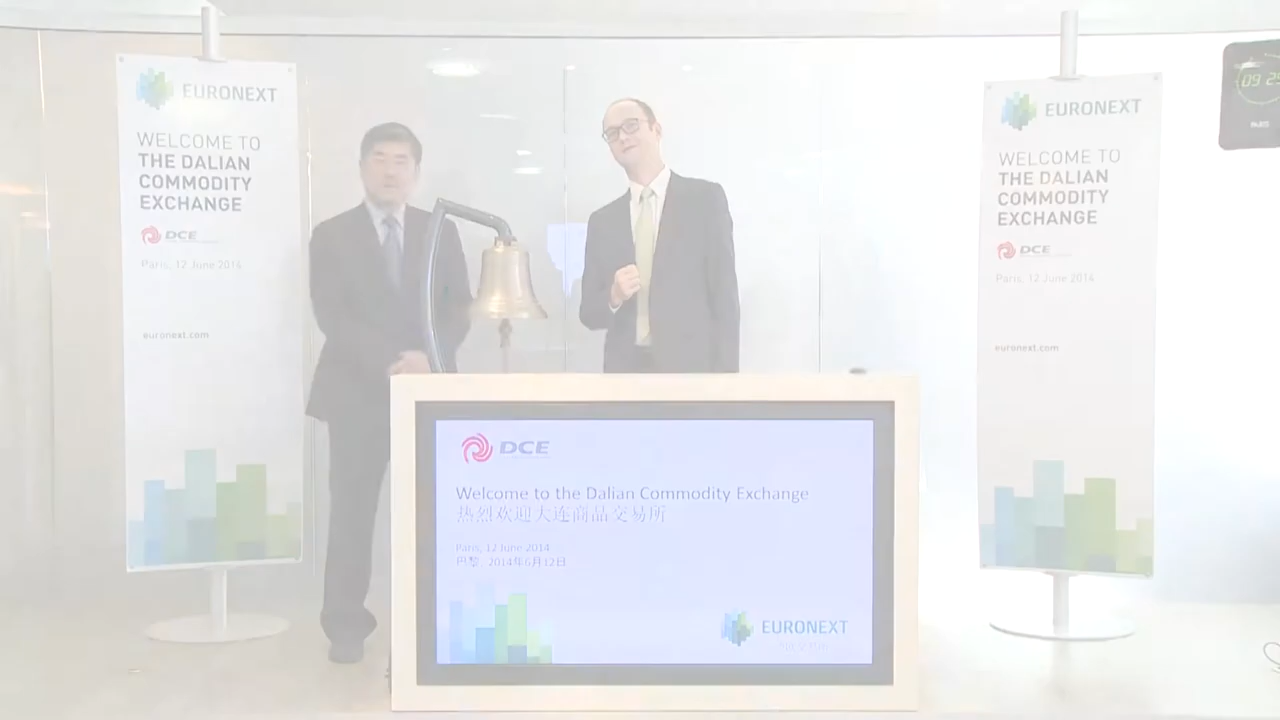 EURONEXT
WELCOME TO
THE DALIAN
COMMODITY
EXCHANGE
DCE
Paris, 12 June 2014
euronext.com
EURONEXT
WELCOME TO
THE DALIAN
COMMODITY
EXCHANGE
DCE
Paris, 12 June 2014
euronext.com
DCE
Welcome to the Dalian Commodity Exchange
热烈欢迎大连商品交易所
Paris, 12 June 2014
巴黎, 2014年6月12日
EURONEXT